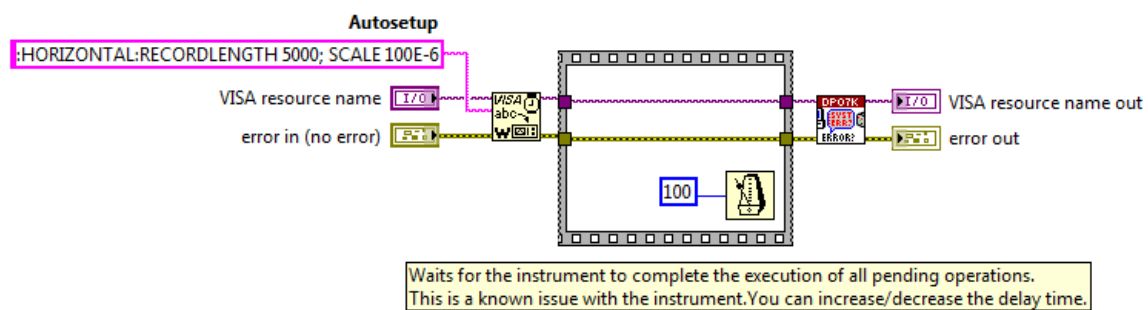 Autosetup
:HORIZONTAL:RECORDLENGTH 5000; SCALE 100E-6
VISA resource name
I/O
VISA
abc
W
DPO7K
SYST
ERR?
ERROR?
I/O
VISA resource name out
error in (no error)
error out
100
Waits for the instrument to complete the execution of all pending operations.
This is a known issue with the instrument.You can increase/decrease the delay time.